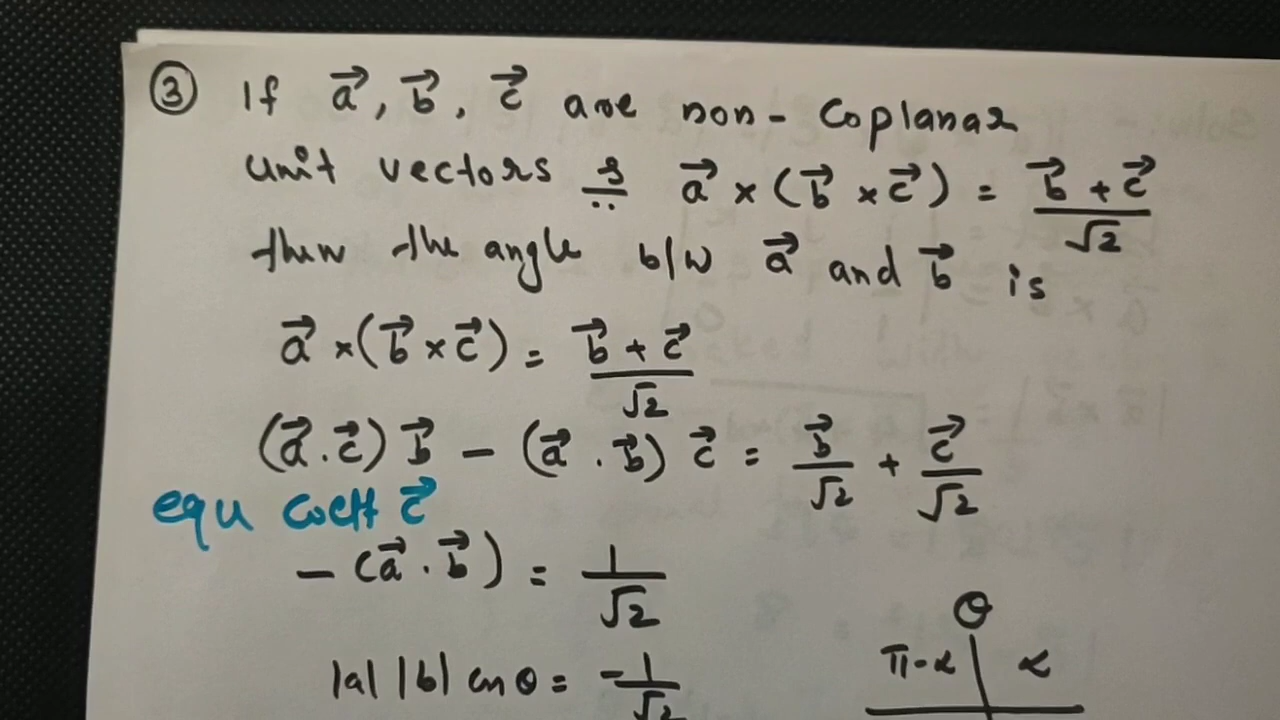 ③ If a⃗, b⃗, c⃗ are non-coplanar
unit vectors ∋ a⃗ × (b⃗ × c⃗) = (b⃗ + c⃗)/√2
then the angle b/w a⃗ and b⃗ is
a⃗ × (b⃗ × c⃗) = (b⃗ + c⃗)/√2
(a⃗ . c⃗) b⃗ − (a⃗ . b⃗) c⃗ = b⃗/√2 + c⃗/√2
equ coeff c⃗
− (a⃗ . b⃗) = 1/√2
|a| |b| cos θ = −1/√2
θ
π-α | α